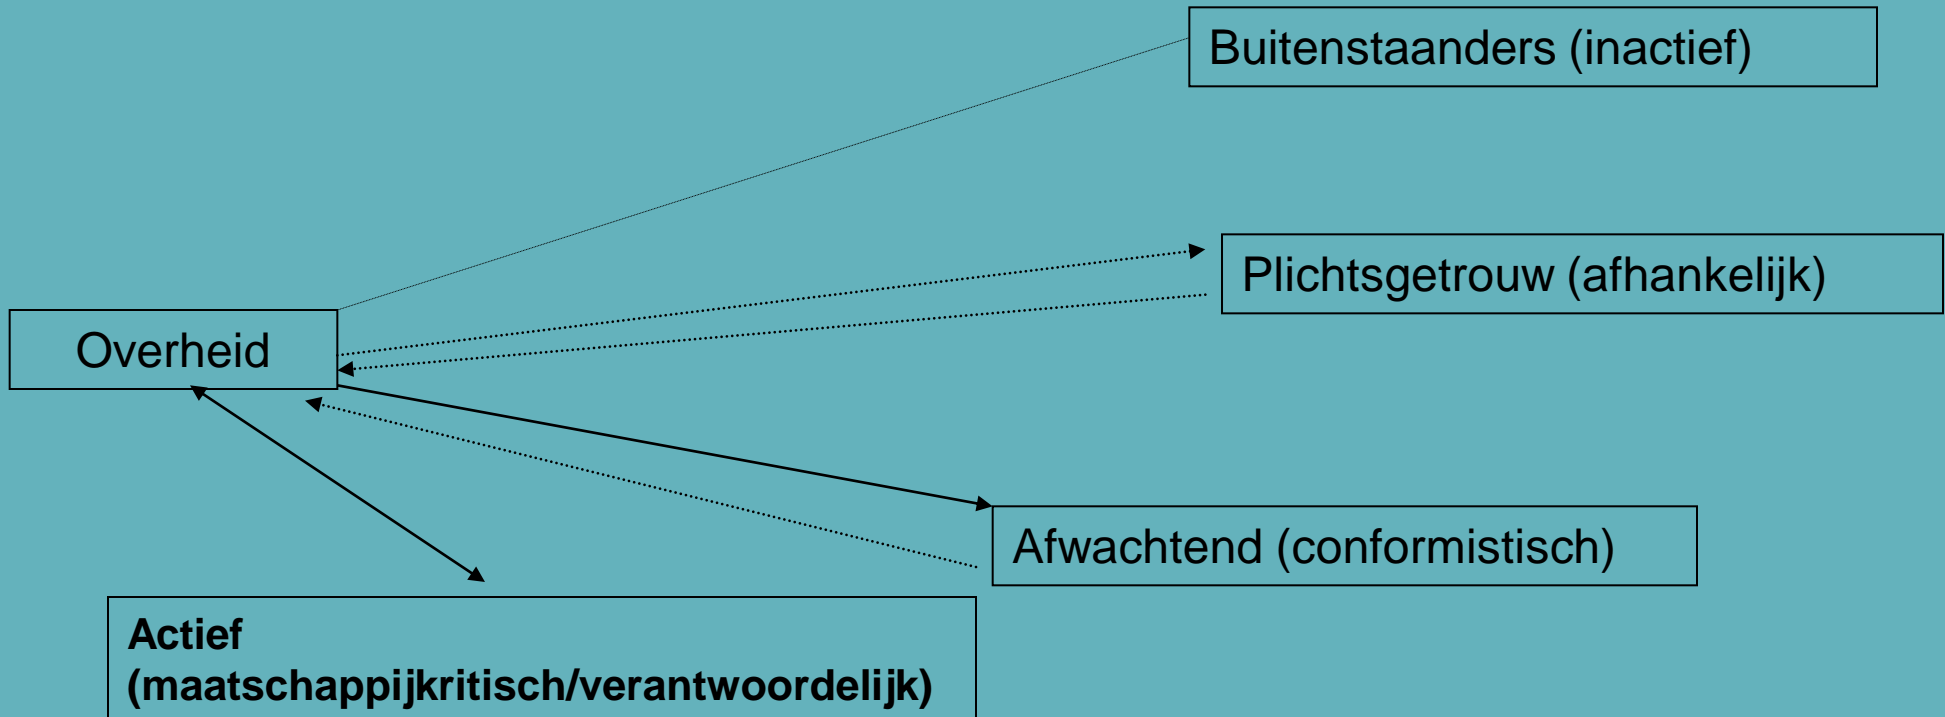 Buitenstaanders (inactief)
Plichtsgetrouw (afhankelijk)
Overheid
Afwachtend (conformistisch)
Actief
(maatschappijkritisch/verantwoordelijk)